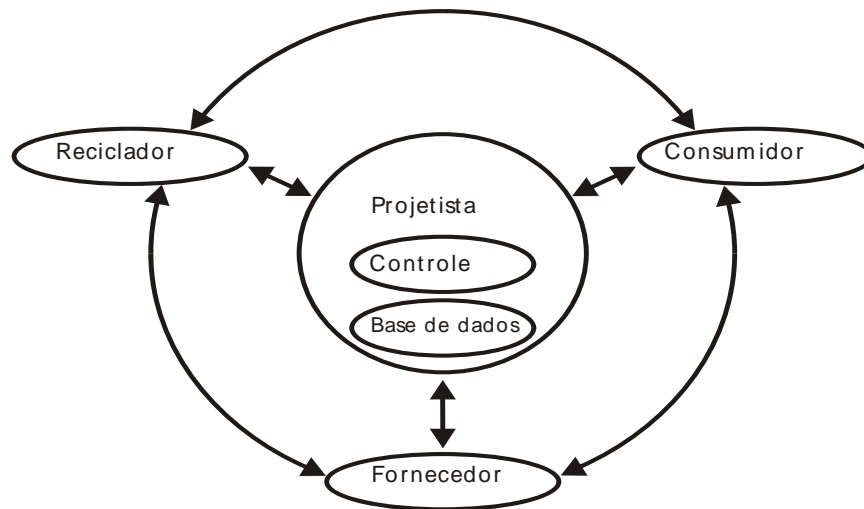 Reciclador
Consumidor
Projetista
Controle
Base de dados
Fornecedor